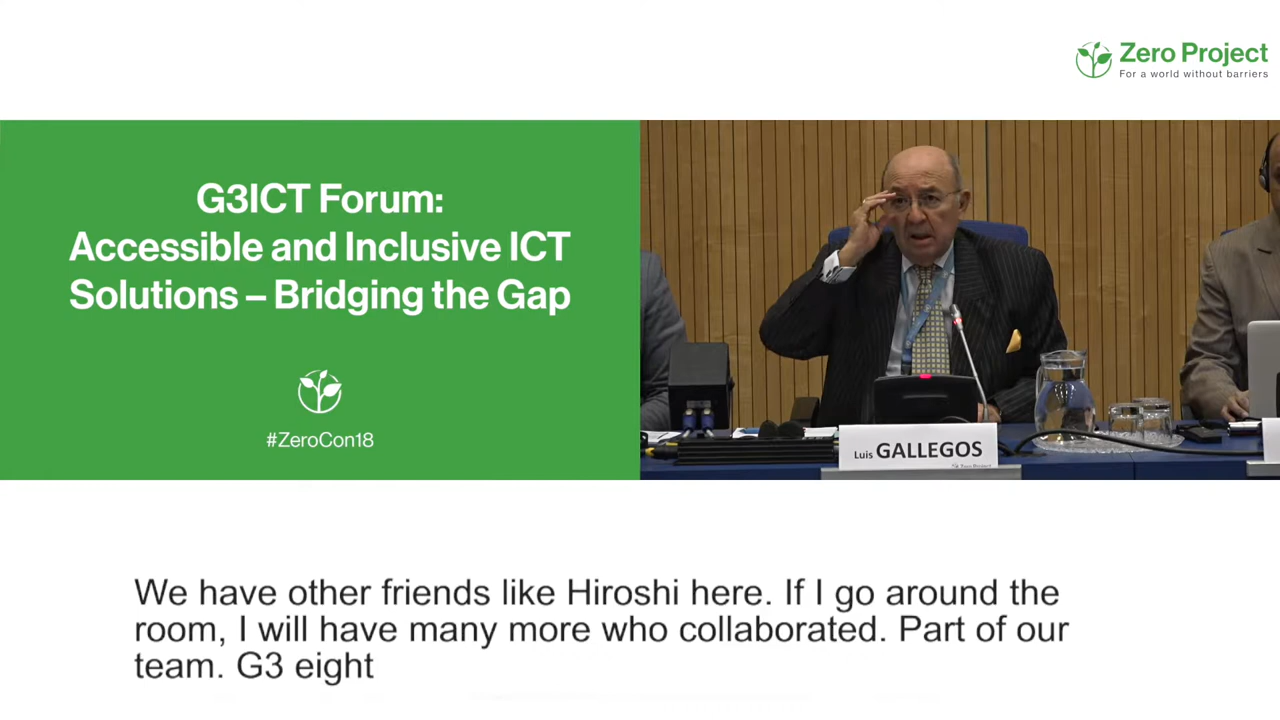 Zero Project
For a world without barriers
G3ICT Forum:
Accessible and Inclusive ICT
Solutions – Bridging the Gap
#ZeroCon18
Luis GALLEGOS
Zero Project
We have other friends like Hiroshi here. If I go around the
room, I will have many more who collaborated. Part of our
team. G3 eight